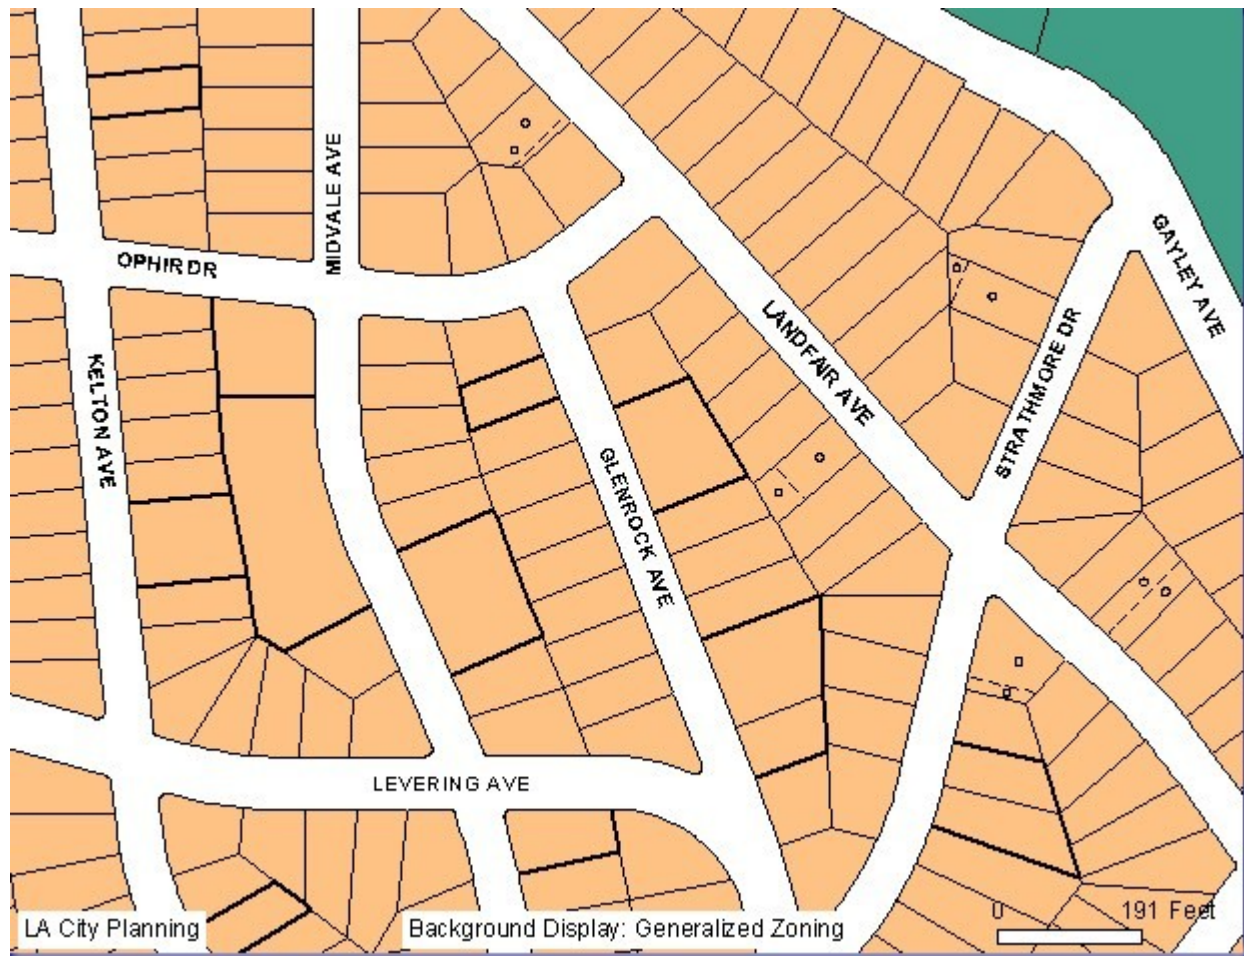 MIDVALE AVE
OPHIR DR
GAYLEY AVE
LANDFAIR AVE
STRATHMORE DR
KELTON AVE
GLENROCK AVE
LEVERING AVE
0 191 Feet
LA City Planning
Background Display: Generalized Zoning